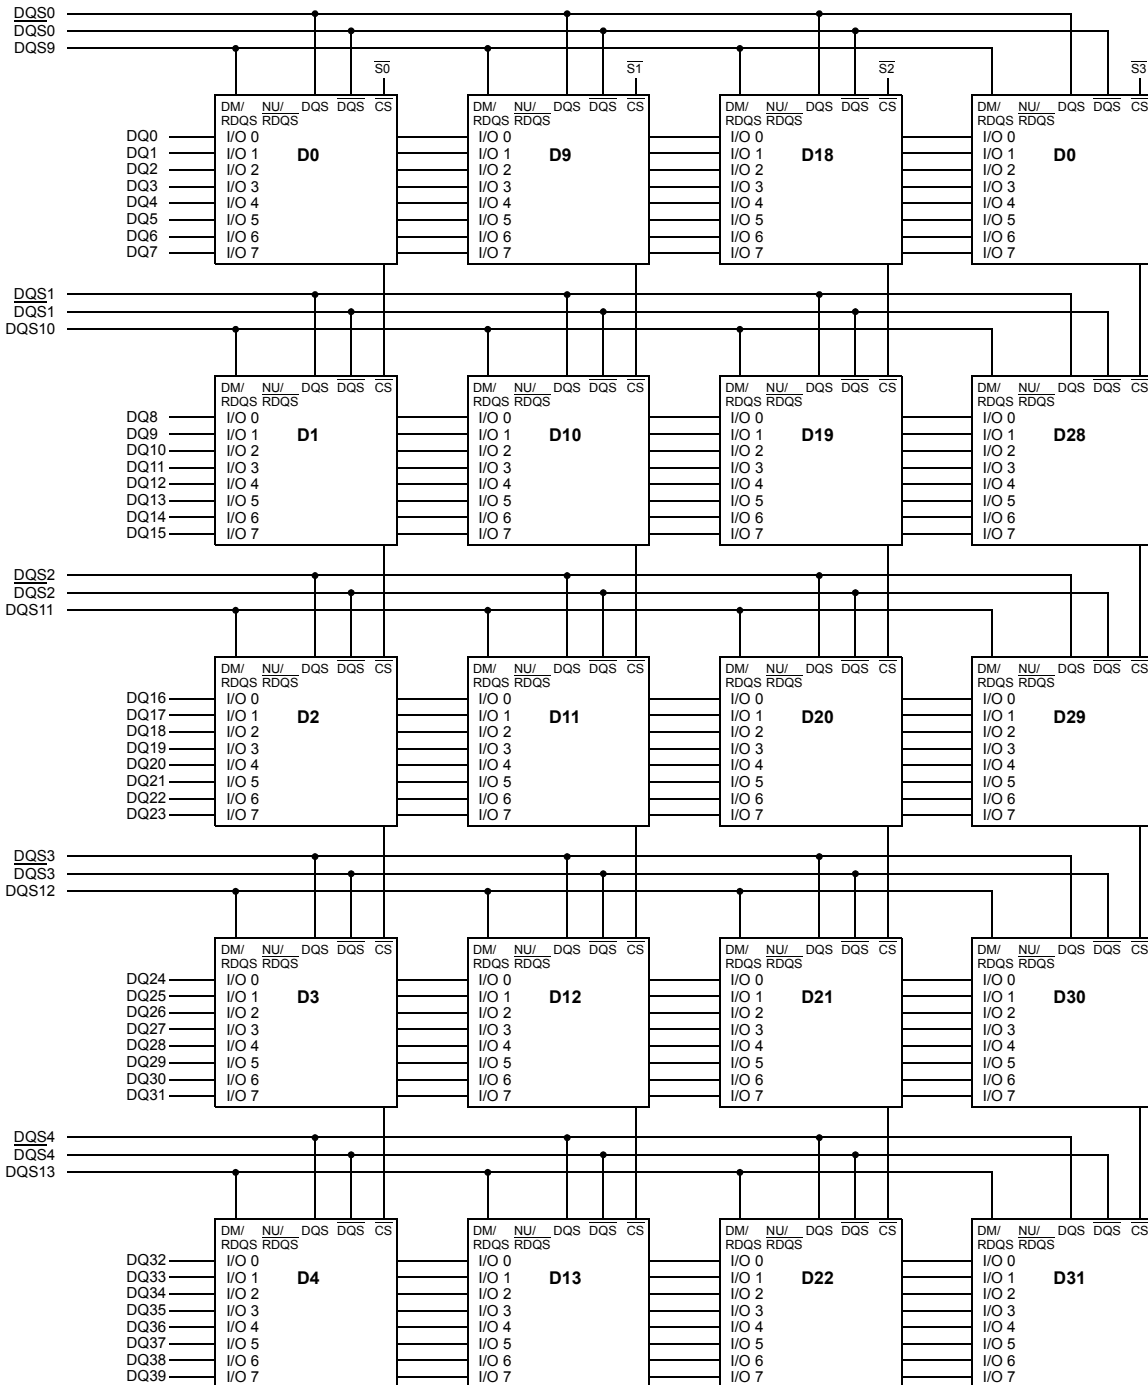 DQS0
DQS0
DQS9
S0 S1 S2 S3
DM/ NU/ DQS DQS CS DM/ NU/ DQS DQS CS DM/ NU/ DQS DQS CS DM/ NU/ DQS DQS CS
RDQS RDQS RDQS RDQS RDQS RDQS RDQS RDQS
DQ0 I/O 0 I/O 0 I/O 0 I/O 0
DQ1 I/O 1 D0 I/O 1 D9 I/O 1 D18 I/O 1 D0
DQ2 I/O 2 I/O 2 I/O 2 I/O 2
DQ3 I/O 3 I/O 3 I/O 3 I/O 3
DQ4 I/O 4 I/O 4 I/O 4 I/O 4
DQ5 I/O 5 I/O 5 I/O 5 I/O 5
DQ6 I/O 6 I/O 6 I/O 6 I/O 6
DQ7 I/O 7 I/O 7 I/O 7 I/O 7
DQS1
DQS1
DQS10
DM/ NU/ DQS DQS CS DM/ NU/ DQS DQS CS DM/ NU/ DQS DQS CS DM/ NU/ DQS DQS CS
RDQS RDQS RDQS RDQS RDQS RDQS RDQS RDQS
DQ8 I/O 0 I/O 0 I/O 0 I/O 0
DQ9 I/O 1 D1 I/O 1 D10 I/O 1 D19 I/O 1 D28
DQ10 I/O 2 I/O 2 I/O 2 I/O 2
DQ11 I/O 3 I/O 3 I/O 3 I/O 3
DQ12 I/O 4 I/O 4 I/O 4 I/O 4
DQ13 I/O 5 I/O 5 I/O 5 I/O 5
DQ14 I/O 6 I/O 6 I/O 6 I/O 6
DQ15 I/O 7 I/O 7 I/O 7 I/O 7
DQS2
DQS2
DQS11
DM/ NU/ DQS DQS CS DM/ NU/ DQS DQS CS DM/ NU/ DQS DQS CS DM/ NU/ DQS DQS CS
RDQS RDQS RDQS RDQS RDQS RDQS RDQS RDQS
DQ16 I/O 0 I/O 0 I/O 0 I/O 0
DQ17 I/O 1 D2 I/O 1 D11 I/O 1 D20 I/O 1 D29
DQ18 I/O 2 I/O 2 I/O 2 I/O 2
DQ19 I/O 3 I/O 3 I/O 3 I/O 3
DQ20 I/O 4 I/O 4 I/O 4 I/O 4
DQ21 I/O 5 I/O 5 I/O 5 I/O 5
DQ22 I/O 6 I/O 6 I/O 6 I/O 6
DQ23 I/O 7 I/O 7 I/O 7 I/O 7
DQS3
DQS3
DQS12
DM/ NU/ DQS DQS CS DM/ NU/ DQS DQS CS DM/ NU/ DQS DQS CS DM/ NU/ DQS DQS CS
RDQS RDQS RDQS RDQS RDQS RDQS RDQS RDQS
DQ24 I/O 0 I/O 0 I/O 0 I/O 0
DQ25 I/O 1 D3 I/O 1 D12 I/O 1 D21 I/O 1 D30
DQ26 I/O 2 I/O 2 I/O 2 I/O 2
DQ27 I/O 3 I/O 3 I/O 3 I/O 3
DQ28 I/O 4 I/O 4 I/O 4 I/O 4
DQ29 I/O 5 I/O 5 I/O 5 I/O 5
DQ30 I/O 6 I/O 6 I/O 6 I/O 6
DQ31 I/O 7 I/O 7 I/O 7 I/O 7
DQS4
DQS4
DQS13
DM/ NU/ DQS DQS CS DM/ NU/ DQS DQS CS DM/ NU/ DQS DQS CS DM/ NU/ DQS DQS CS
RDQS RDQS RDQS RDQS RDQS RDQS RDQS RDQS
DQ32 I/O 0 I/O 0 I/O 0 I/O 0
DQ33 I/O 1 D4 I/O 1 D13 I/O 1 D22 I/O 1 D31
DQ34 I/O 2 I/O 2 I/O 2 I/O 2
DQ35 I/O 3 I/O 3 I/O 3 I/O 3
DQ36 I/O 4 I/O 4 I/O 4 I/O 4
DQ37 I/O 5 I/O 5 I/O 5 I/O 5
DQ38 I/O 6 I/O 6 I/O 6 I/O 6
DQ39 I/O 7 I/O 7 I/O 7 I/O 7